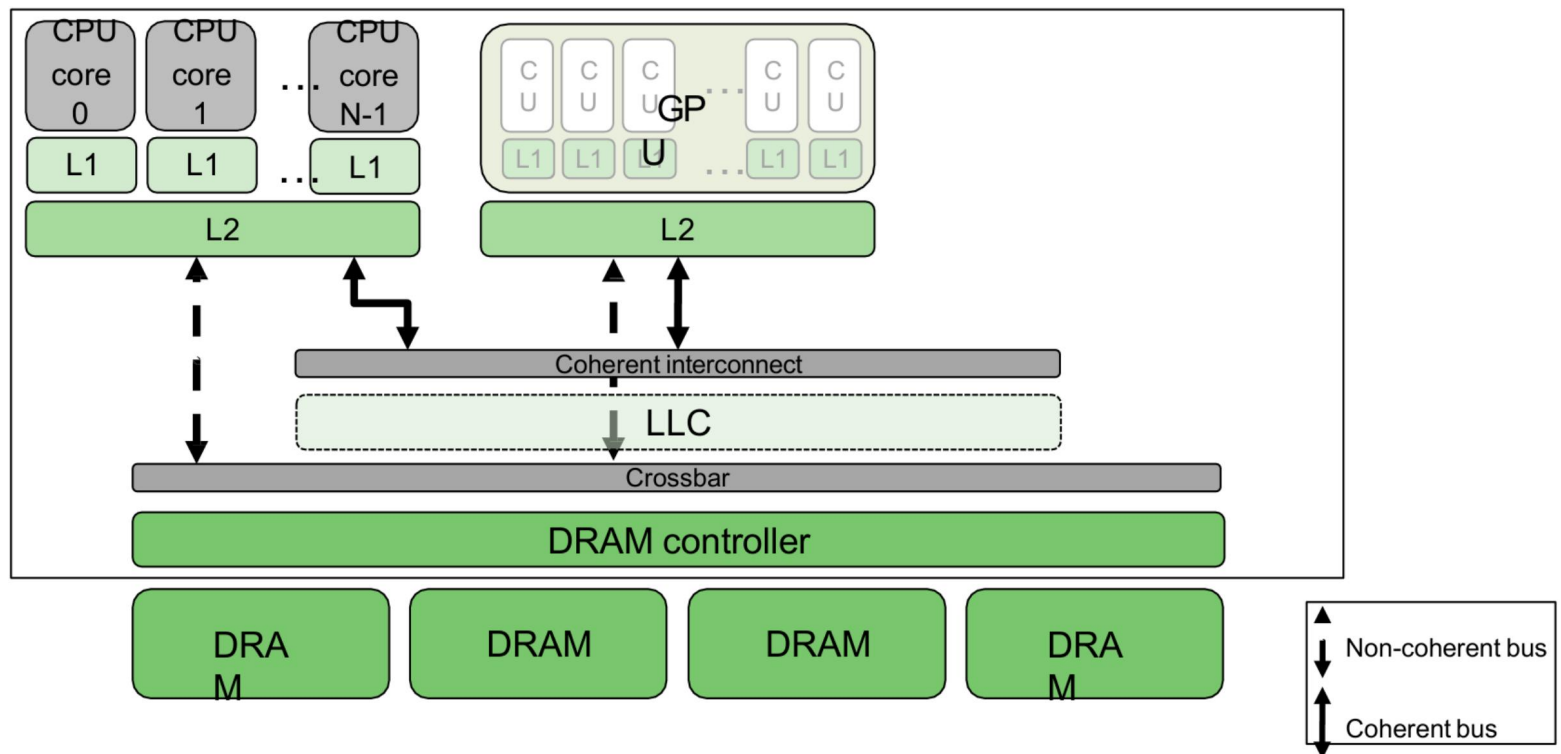 CPU
core
0
CPU
core
1
...
CPU
core
N-1
L1
L1
...
L1
L2
C
U
C
U
C
U
...
C
U
C
U
GP
U
L1
L1
L1
...
L1
L1
L2
Coherent interconnect
LLC
Crossbar
DRAM controller
DRA
M
DRAM
DRAM
DRA
M
Non-coherent bus
Coherent bus